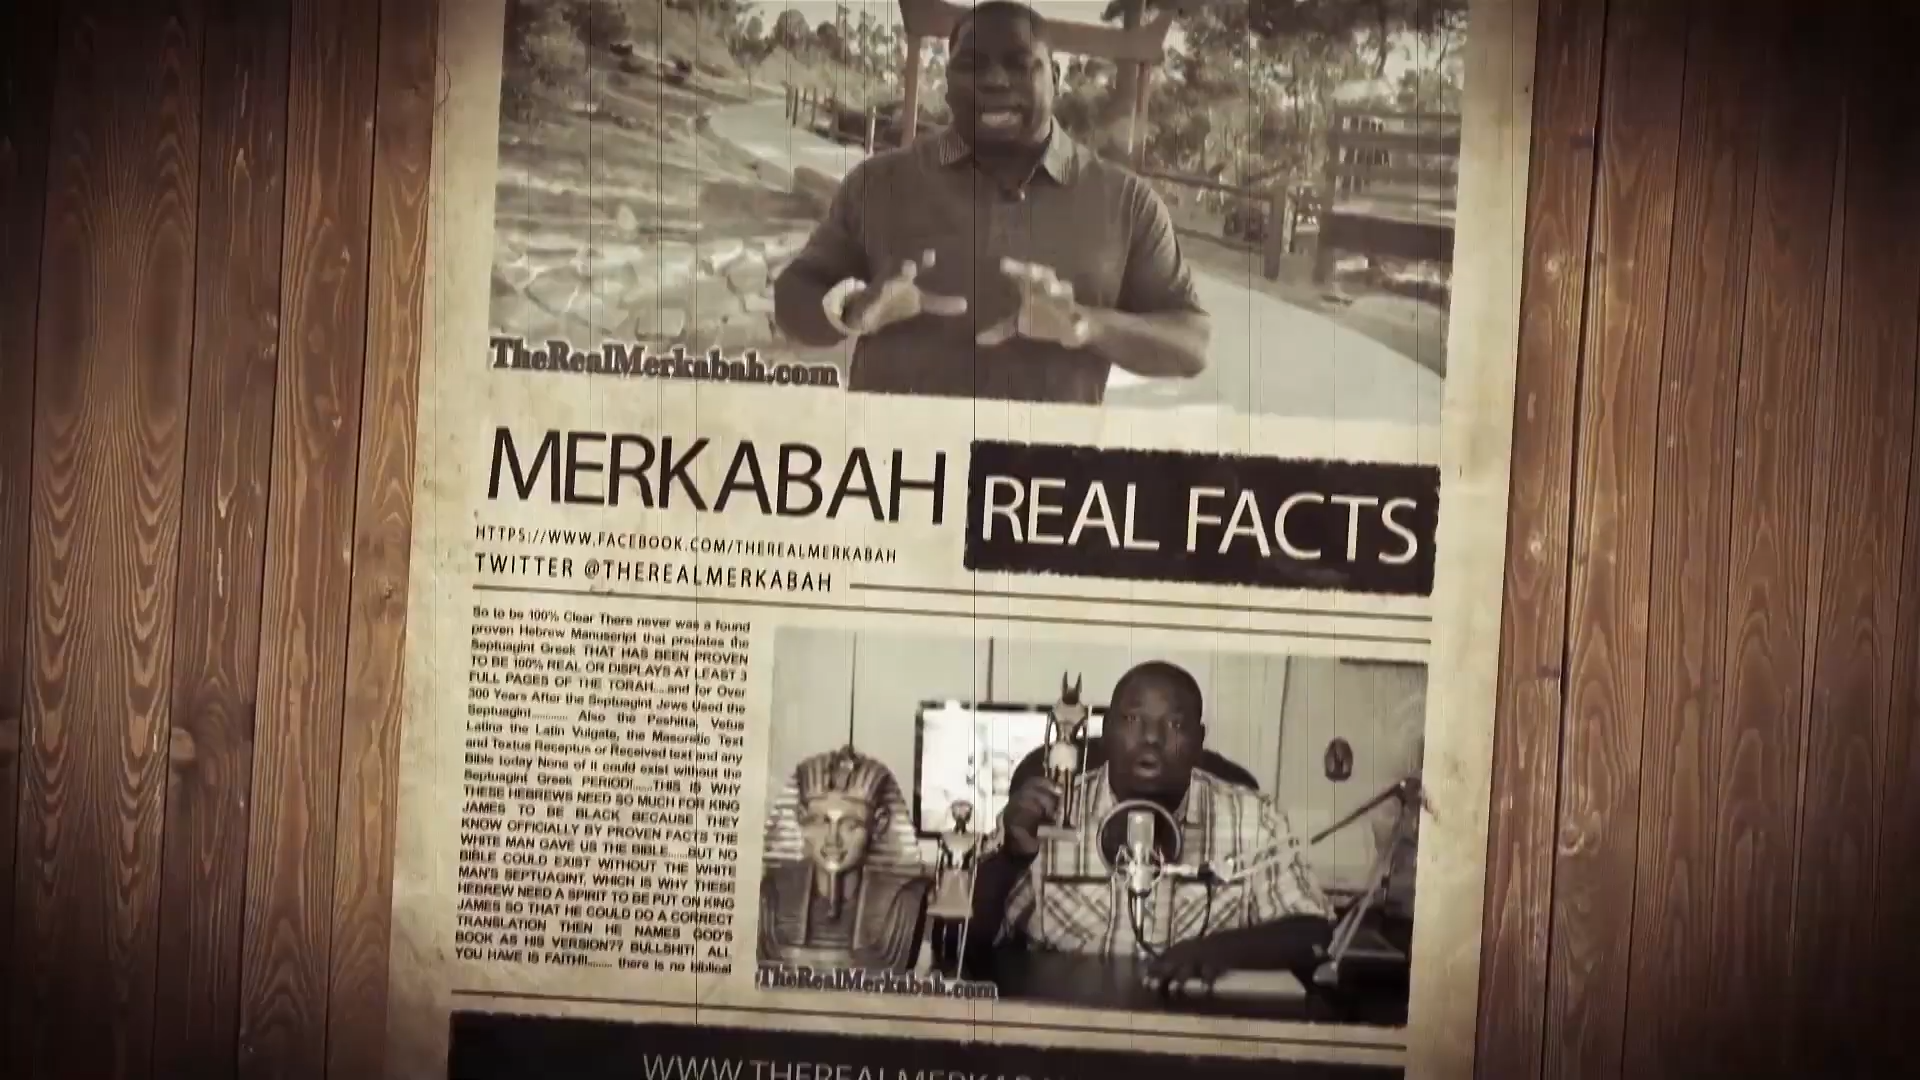 TheRealMerkabah.com
MERKABAH REAL FACTS
HTTPS://WWW.FACEBOOK.COM/THEREALMERKABAH
TWITTER @THEREALMERKABAH
So to be 100% Clear There never was a found
proven Hebrew Manuscript that predates the
Septuagint Greek THAT HAS BEEN PROVEN
TO BE 100% REAL OR DISPLAYS AT LEAST 3
FULL PAGES OF THE TORAH....and for Over
300 Years After the Septuagint Jews Used the
Septuagint............ Also the Peshitta, Vetus
Latina the Latin Vulgate, the Masoretic Text
and Textus Receptus or Received text and any
Bible today None of it could exist without the
Septuagint Greek PERIOD!......THIS IS WHY
THESE HEBREWS NEED SO MUCH FOR KING
JAMES TO BE BLACK BECAUSE THEY
KNOW OFFICIALLY BY PROVEN FACTS THE
WHITE MAN GAVE US THE BIBLE......BUT NO
BIBLE COULD EXIST WITHOUT THE WHITE
MAN'S SEPTUAGINT, WHICH IS WHY THESE
HEBREW NEED A SPIRIT TO BE PUT ON KING
JAMES SO THAT HE COULD DO A CORRECT
TRANSLATION THEN HE NAMES GOD'S
BOOK AS HIS VERSION?? BULLSHIT! ALL
YOU HAVE IS FAITH!!........ there is no biblical
TheRealMerkabah.com
WWW.THEREALMERKABA